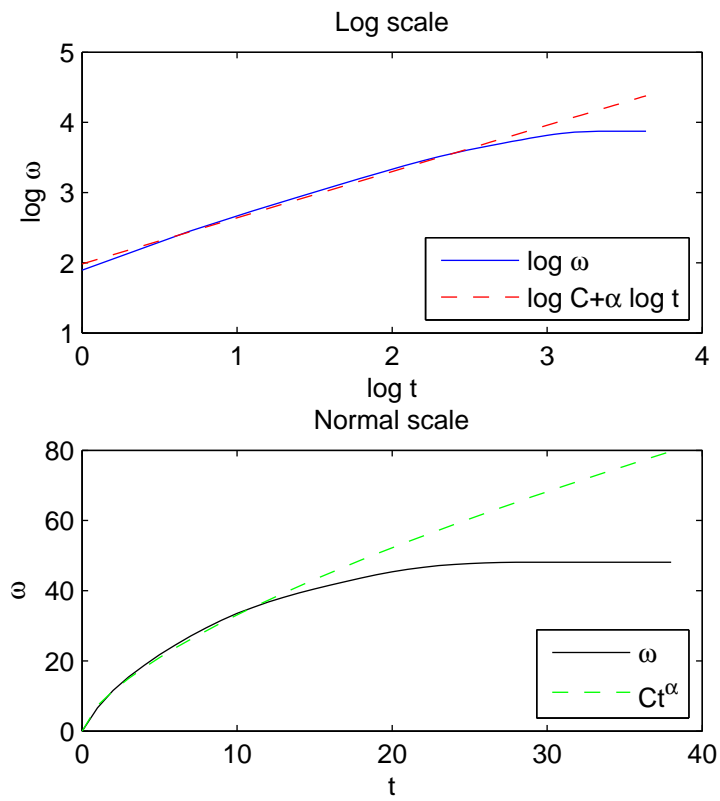 Log scale
5
4
3
2
1
log ω
log ω
log C+α log t
0 1 2 3 4
log t
Normal scale
80
60
40
20
0
ω
ω
Ct^α
0 10 20 30 40
t